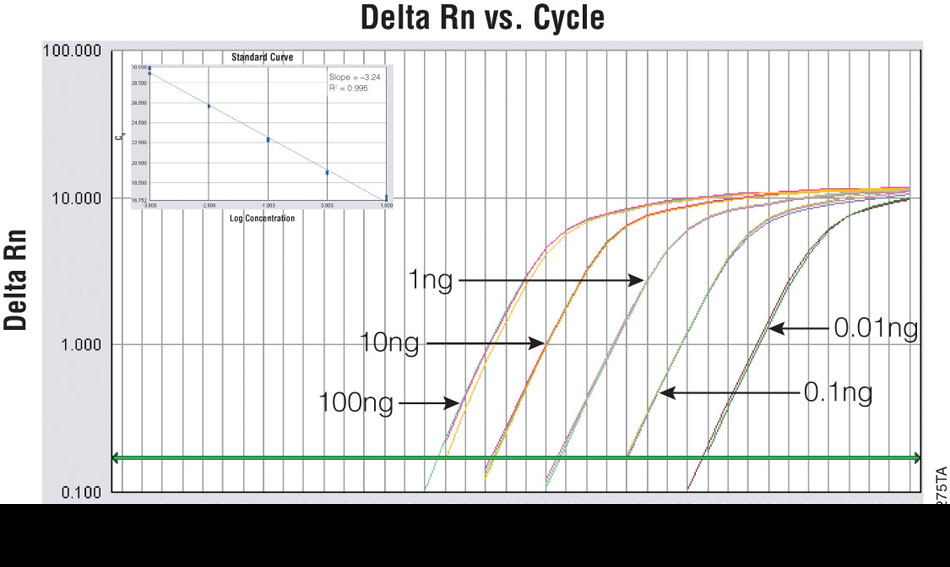 Delta Rn vs. Cycle
100.000
Standard Curve
Slope = –3.24
R² = 0.995
Log Concentration
10.000
Delta Rn
1ng
10ng
1.000
0.01ng
100ng
0.1ng
0.100
275TA